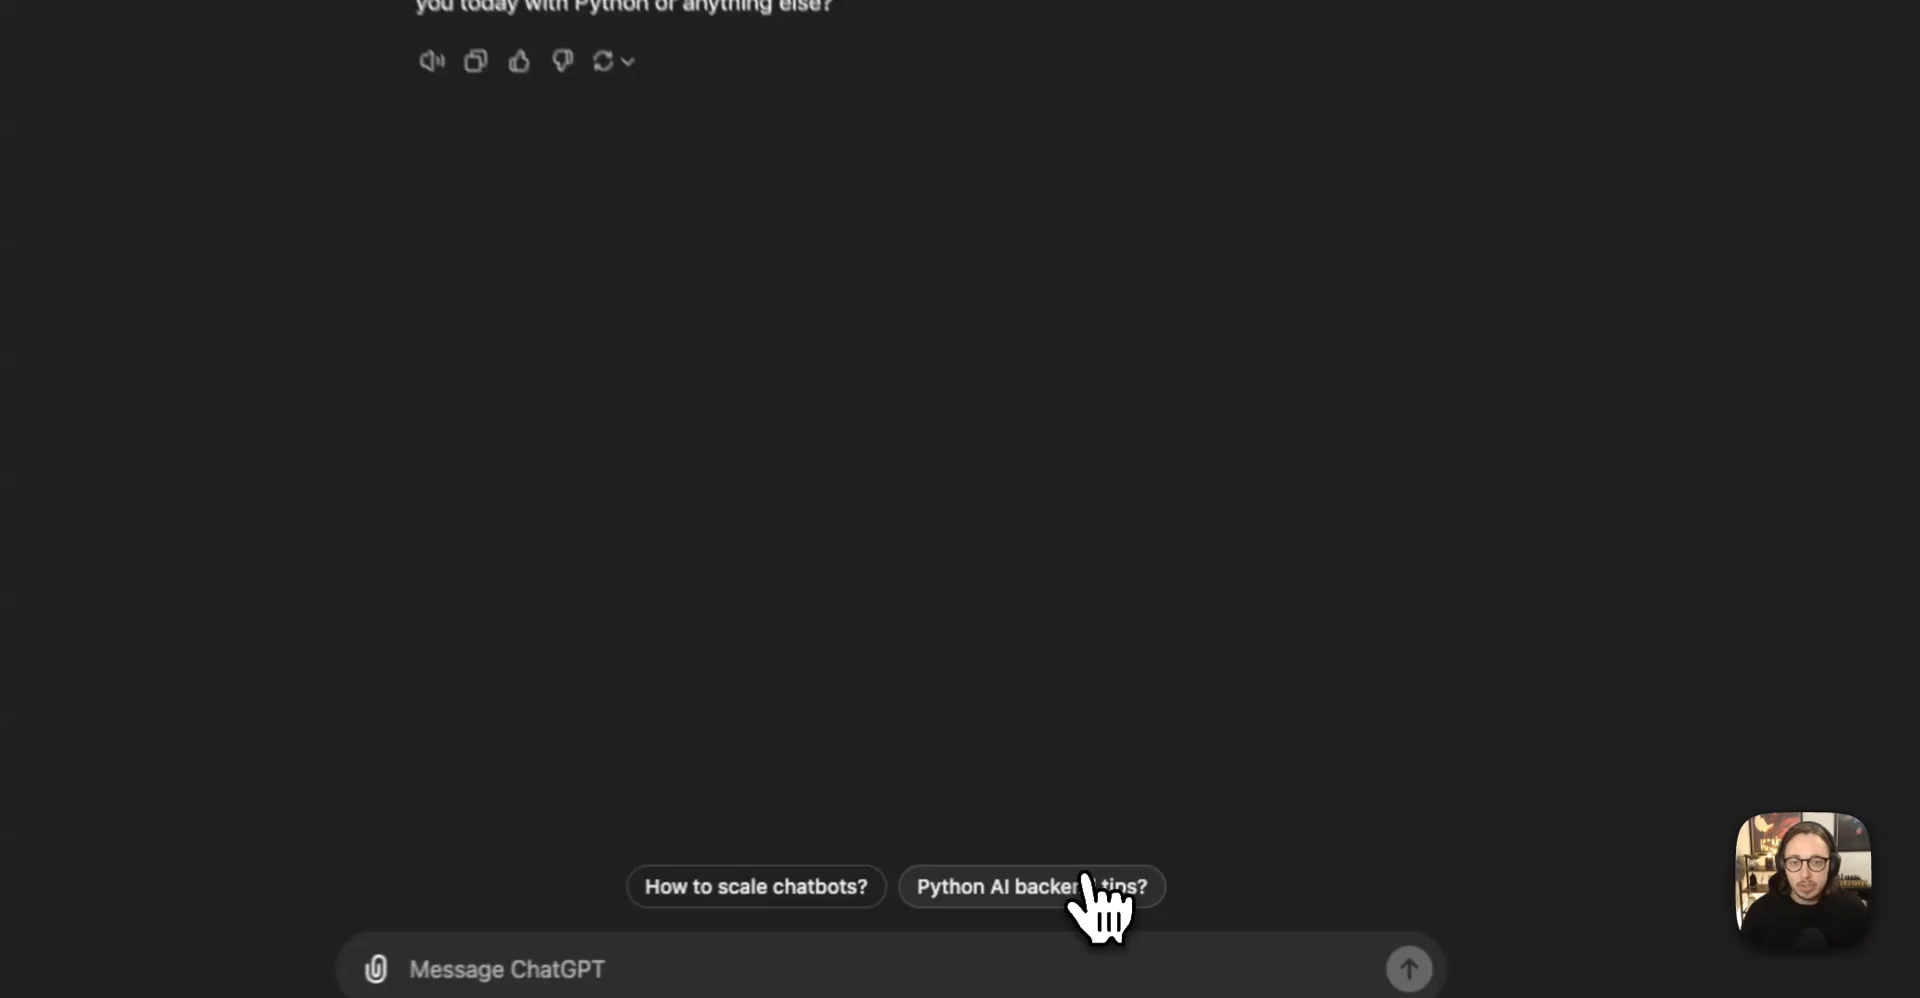 you today with Python or anything else?
How to scale chatbots?
Python AI backend tips?
Message ChatGPT